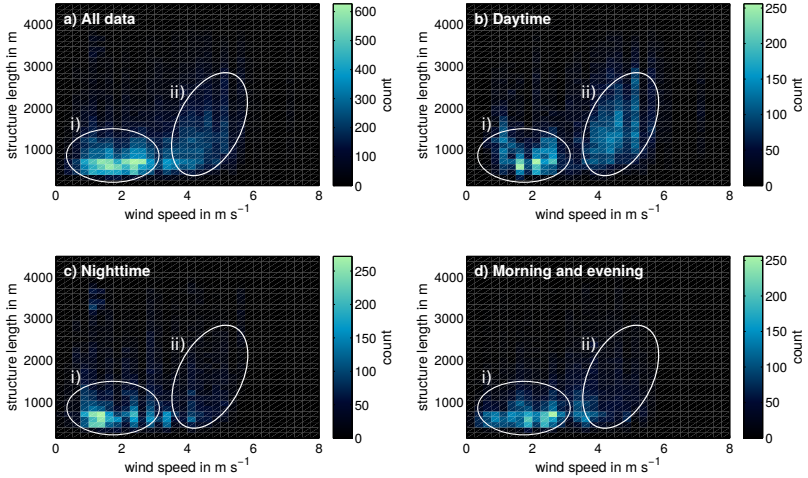 a) All data
i)
ii)
structure length in m
4000
3000
2000
1000
0 2 4 6 8
wind speed in m s⁻¹
600
500
400
300
200
100
0
count
b) Daytime
i)
ii)
structure length in m
4000
3000
2000
1000
0 2 4 6 8
wind speed in m s⁻¹
250
200
150
100
50
0
count
c) Nighttime
i)
ii)
structure length in m
4000
3000
2000
1000
0 2 4 6 8
wind speed in m s⁻¹
250
200
150
100
50
0
count
d) Morning and evening
i)
ii)
structure length in m
4000
3000
2000
1000
0 2 4 6 8
wind speed in m s⁻¹
250
200
150
100
50
0
count